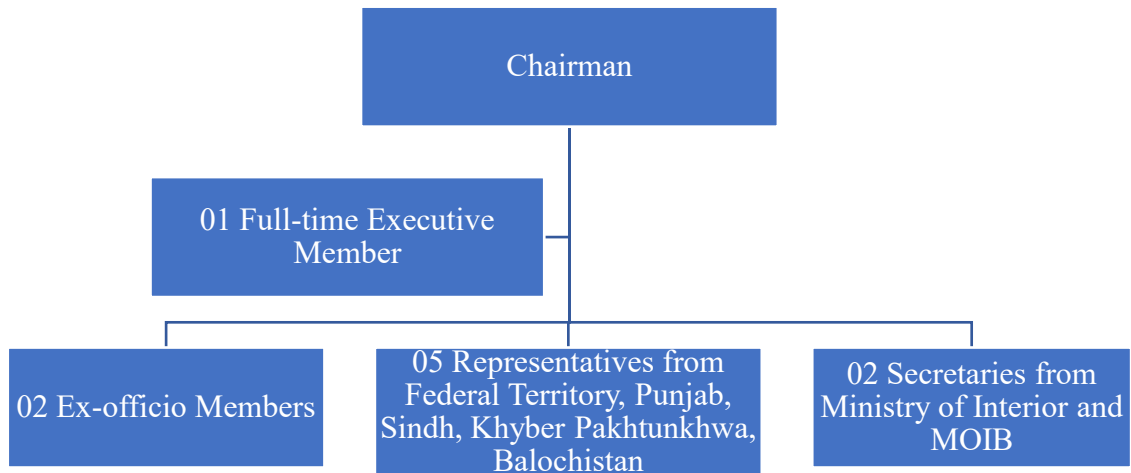 Chairman
01 Full-time Executive
Member
02 Ex-officio Members
05 Representatives from
Federal Territory, Punjab,
Sindh, Khyber Pakhtunkhwa,
Balochistan
02 Secretaries from
Ministry of Interior and
MOIB